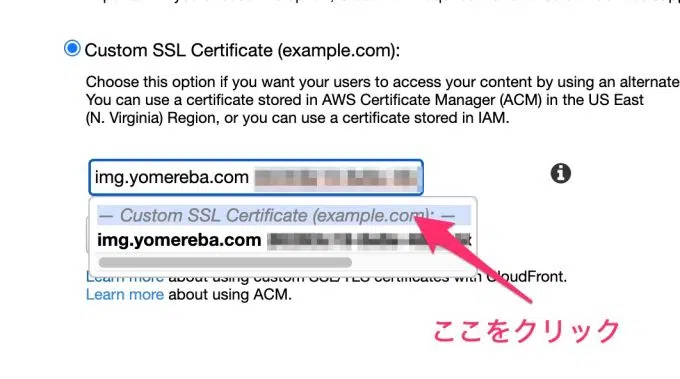 Custom SSL Certificate (example.com):
Choose this option if you want your users to access your content by using an alternate
You can use a certificate stored in AWS Certificate Manager (ACM) in the US East
(N. Virginia) Region, or you can use a certificate stored in IAM.
img.yomereba.com
— Custom SSL Certificate (example.com): —
img.yomereba.com
Learn more about using custom SSL/TLS certificates with CloudFront.
Learn more about using ACM.
ここをクリック